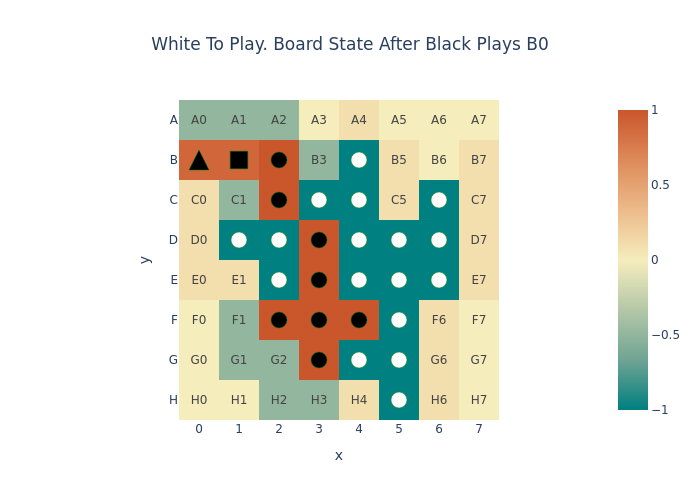 White To Play. Board State After Black Plays B0
A A0 A1 A2 A3 A4 A5 A6 A7
B B3 B5 B6 B7
C C0 C1 C5 C7
D D0 D7
E E0 E1 E7
F F0 F1 F6 F7
G G0 G1 G2 G6 G7
H H0 H1 H2 H3 H4 H6 H7
0 1 2 3 4 5 6 7
x
y
1
0.5
0
−0.5
−1